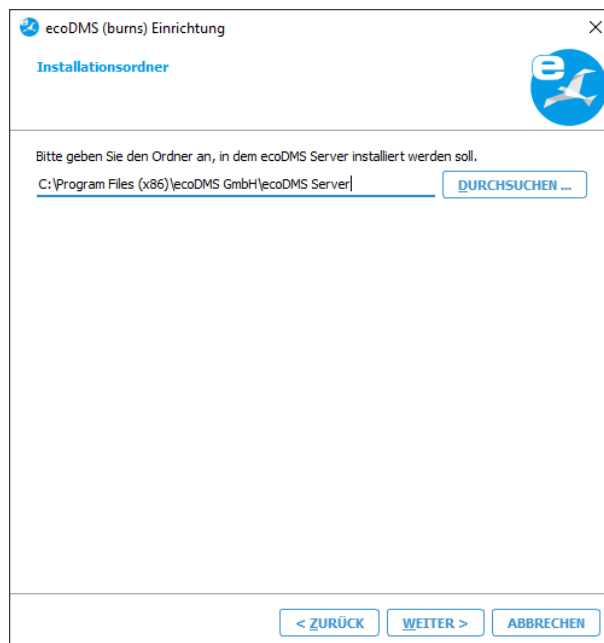 ecoDMS (burns) Einrichtung
Installationsordner
e
Bitte geben Sie den Ordner an, in dem ecoDMS Server installiert werden soll.
C:\Program Files (x86)\ecoDMS GmbH\ecoDMS Server
DURCHSUCHEN ...
< ZURÜCK
WEITER >
ABBRECHEN